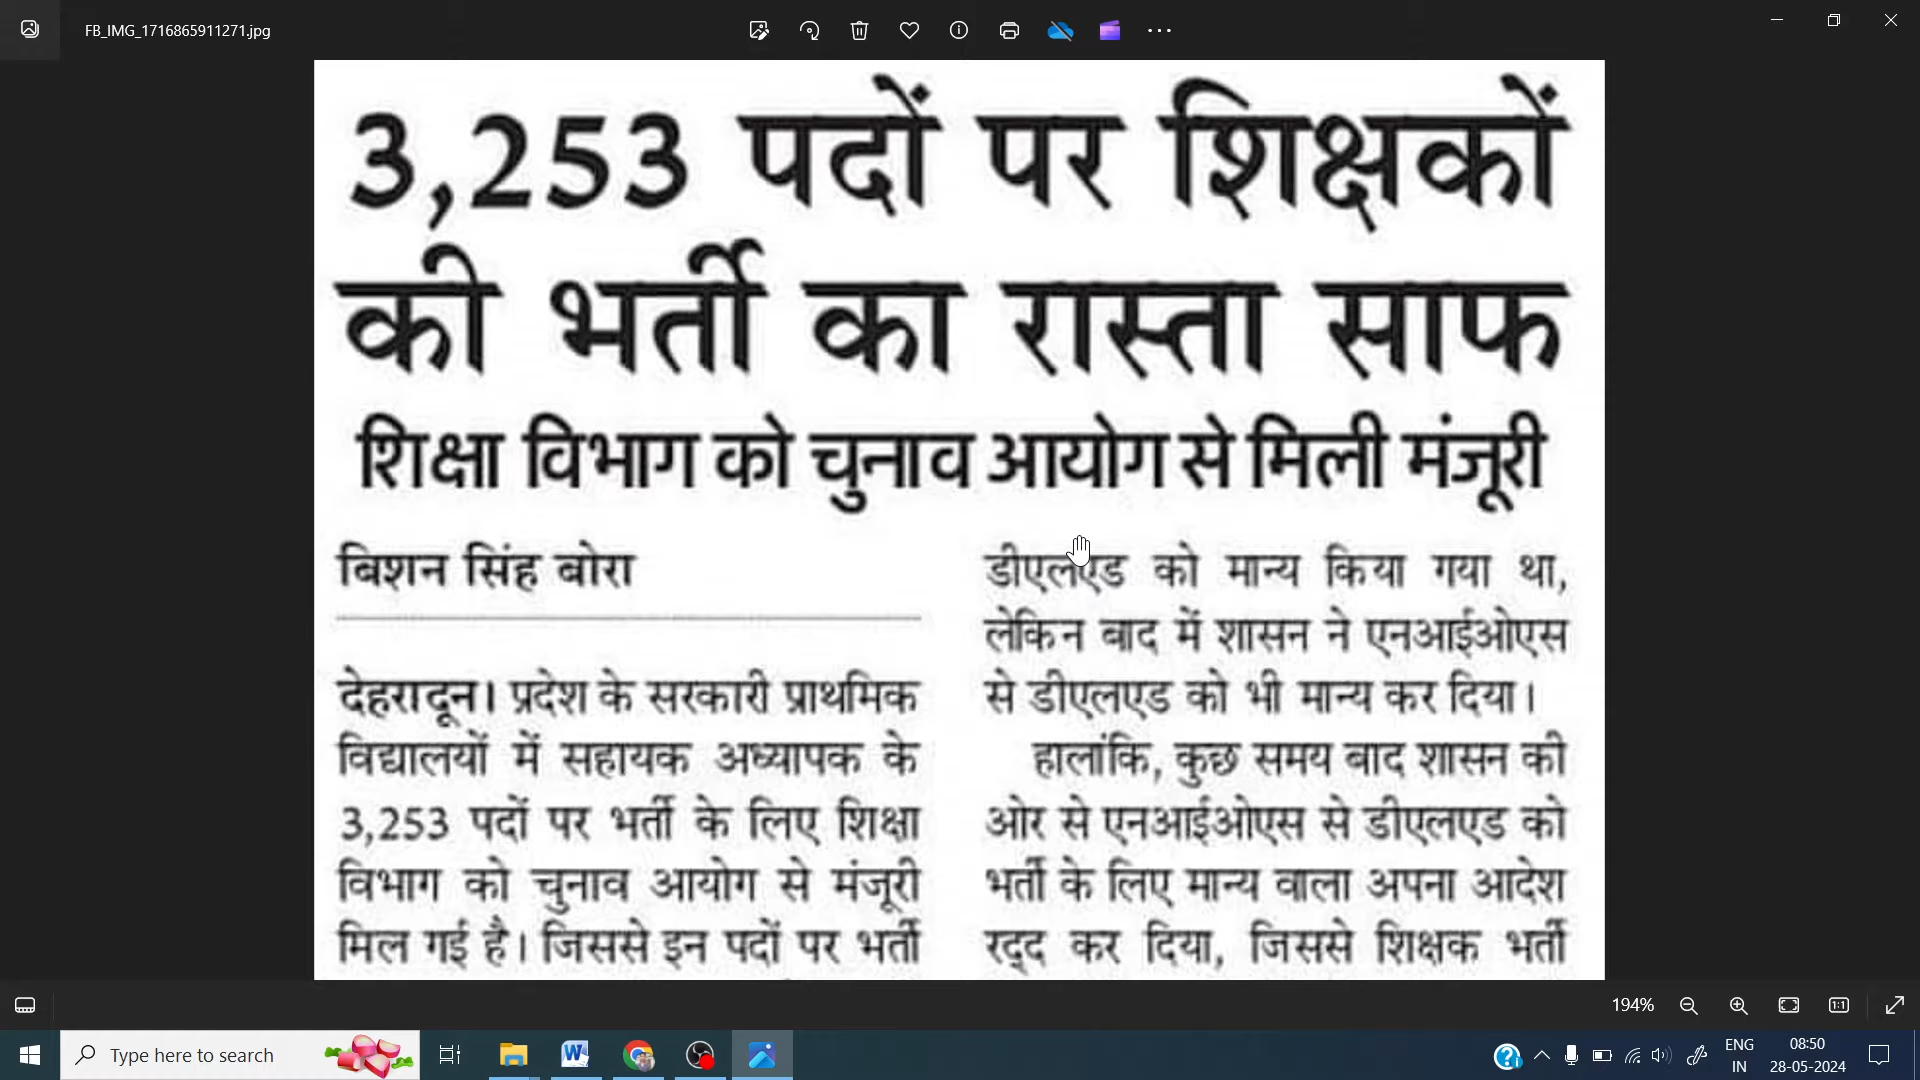 FB_IMG_1716865911271.jpg
3,253 पदों पर शिक्षकों
की भर्ती का रास्ता साफ
शिक्षा विभाग को चुनाव आयोग से मिली मंजूरी
बिशन सिंह बोरा
देहरादून। प्रदेश के सरकारी प्राथमिक
विद्यालयों में सहायक अध्यापक के
3,253 पदों पर भर्ती के लिए शिक्षा
विभाग को चुनाव आयोग से मंजूरी
मिल गई है। जिससे इन पदों पर भर्ती
डीएलएड को मान्य किया गया था,
लेकिन बाद में शासन ने एनआईओएस
से डीएलएड को भी मान्य कर दिया।
हालांकि, कुछ समय बाद शासन की
ओर से एनआईओएस से डीएलएड को
भर्ती के लिए मान्य वाला अपना आदेश
रद्द कर दिया, जिससे शिक्षक भर्ती
194%
1:1
Type here to search
ENG
IN
08:50
28-05-2024